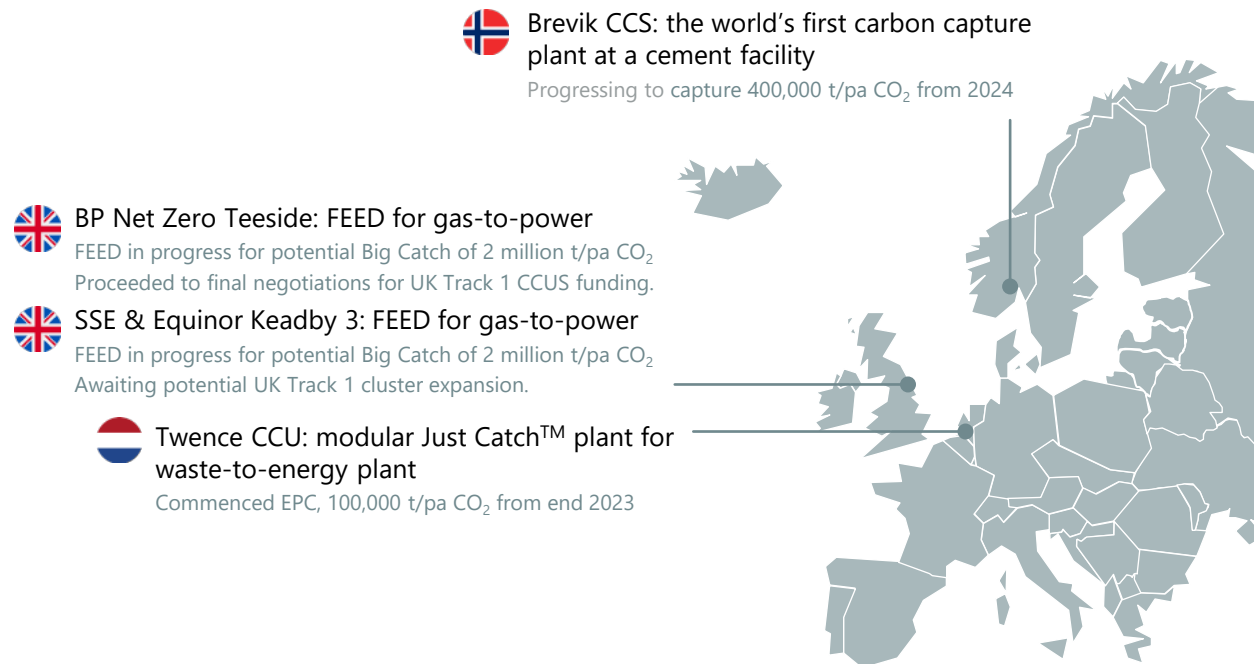 Brevik CCS: the world’s first carbon capture
plant at a cement facility
Progressing to capture 400,000 t/pa CO₂ from 2024
BP Net Zero Teeside: FEED for gas-to-power
FEED in progress for potential Big Catch of 2 million t/pa CO₂
Proceeded to final negotiations for UK Track 1 CCUS funding.
SSE & Equinor Keadby 3: FEED for gas-to-power
FEED in progress for potential Big Catch of 2 million t/pa CO₂
Awaiting potential UK Track 1 cluster expansion.
Twence CCU: modular Just Catch™ plant for
waste-to-energy plant
Commenced EPC, 100,000 t/pa CO₂ from end 2023